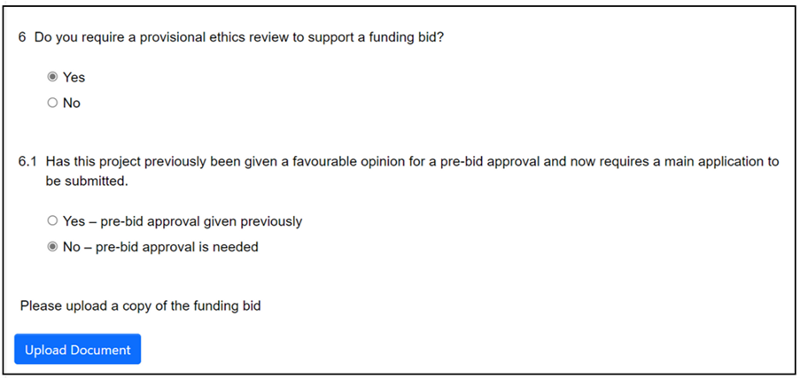 6 Do you require a provisional ethics review to support a funding bid?
Yes
No
6.1 Has this project previously been given a favourable opinion for a pre-bid approval and now requires a main application to
be submitted.
Yes – pre-bid approval given previously
No – pre-bid approval is needed
Please upload a copy of the funding bid
Upload Document